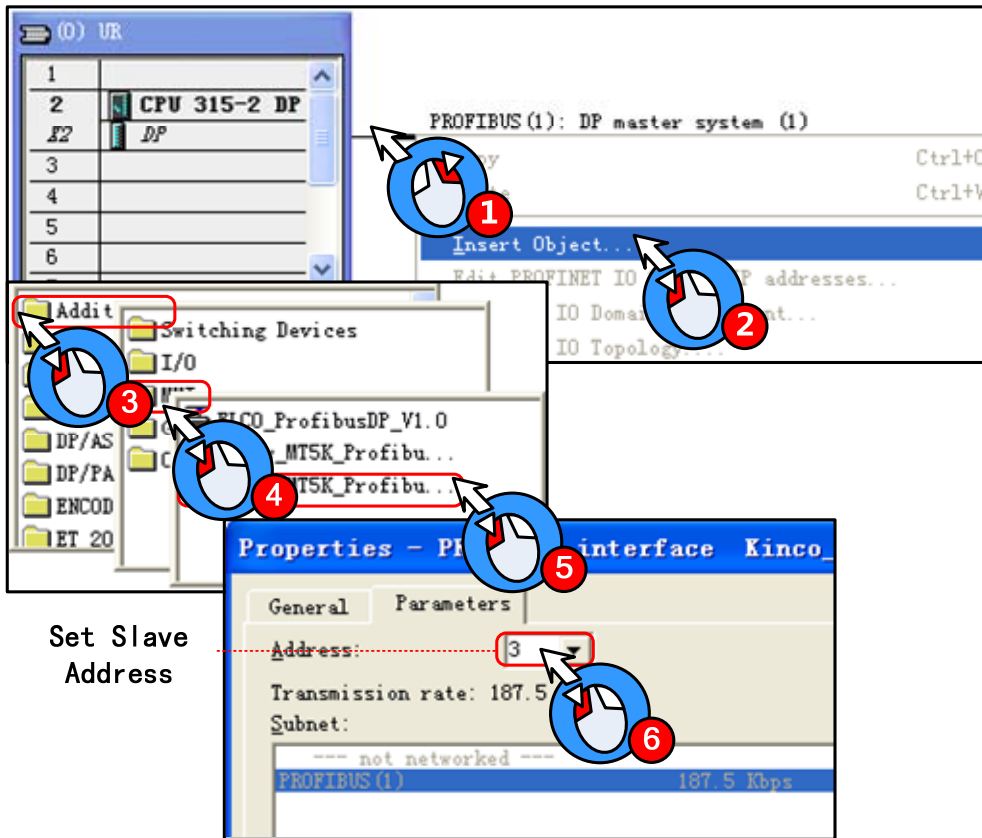 (0) UR
1
2 CPU 315-2 DP
X2 DP
3
4
5
6
PROFIBUS(1): DP master system (1)
Ctrl+
Ctrl+
1
Insert Object...
Edit PROFINET IO addresses...
2
IO
IO Topology...
Addit
Switching Devices
I/O
3
DP/AS
DP/PA
ENCOD
ET 20
ELCO_ProfibusDP_V1.0
_MT5K_Profibu...
MT5K_Profibu...
4
5
Properties - interface Kinco_
General Parameters
Set Slave
Address
Address: 3
Transmission rate: 187.5
Subnet:
6
--- not networked ---
PROFIBUS(1) 187.5 Kbps